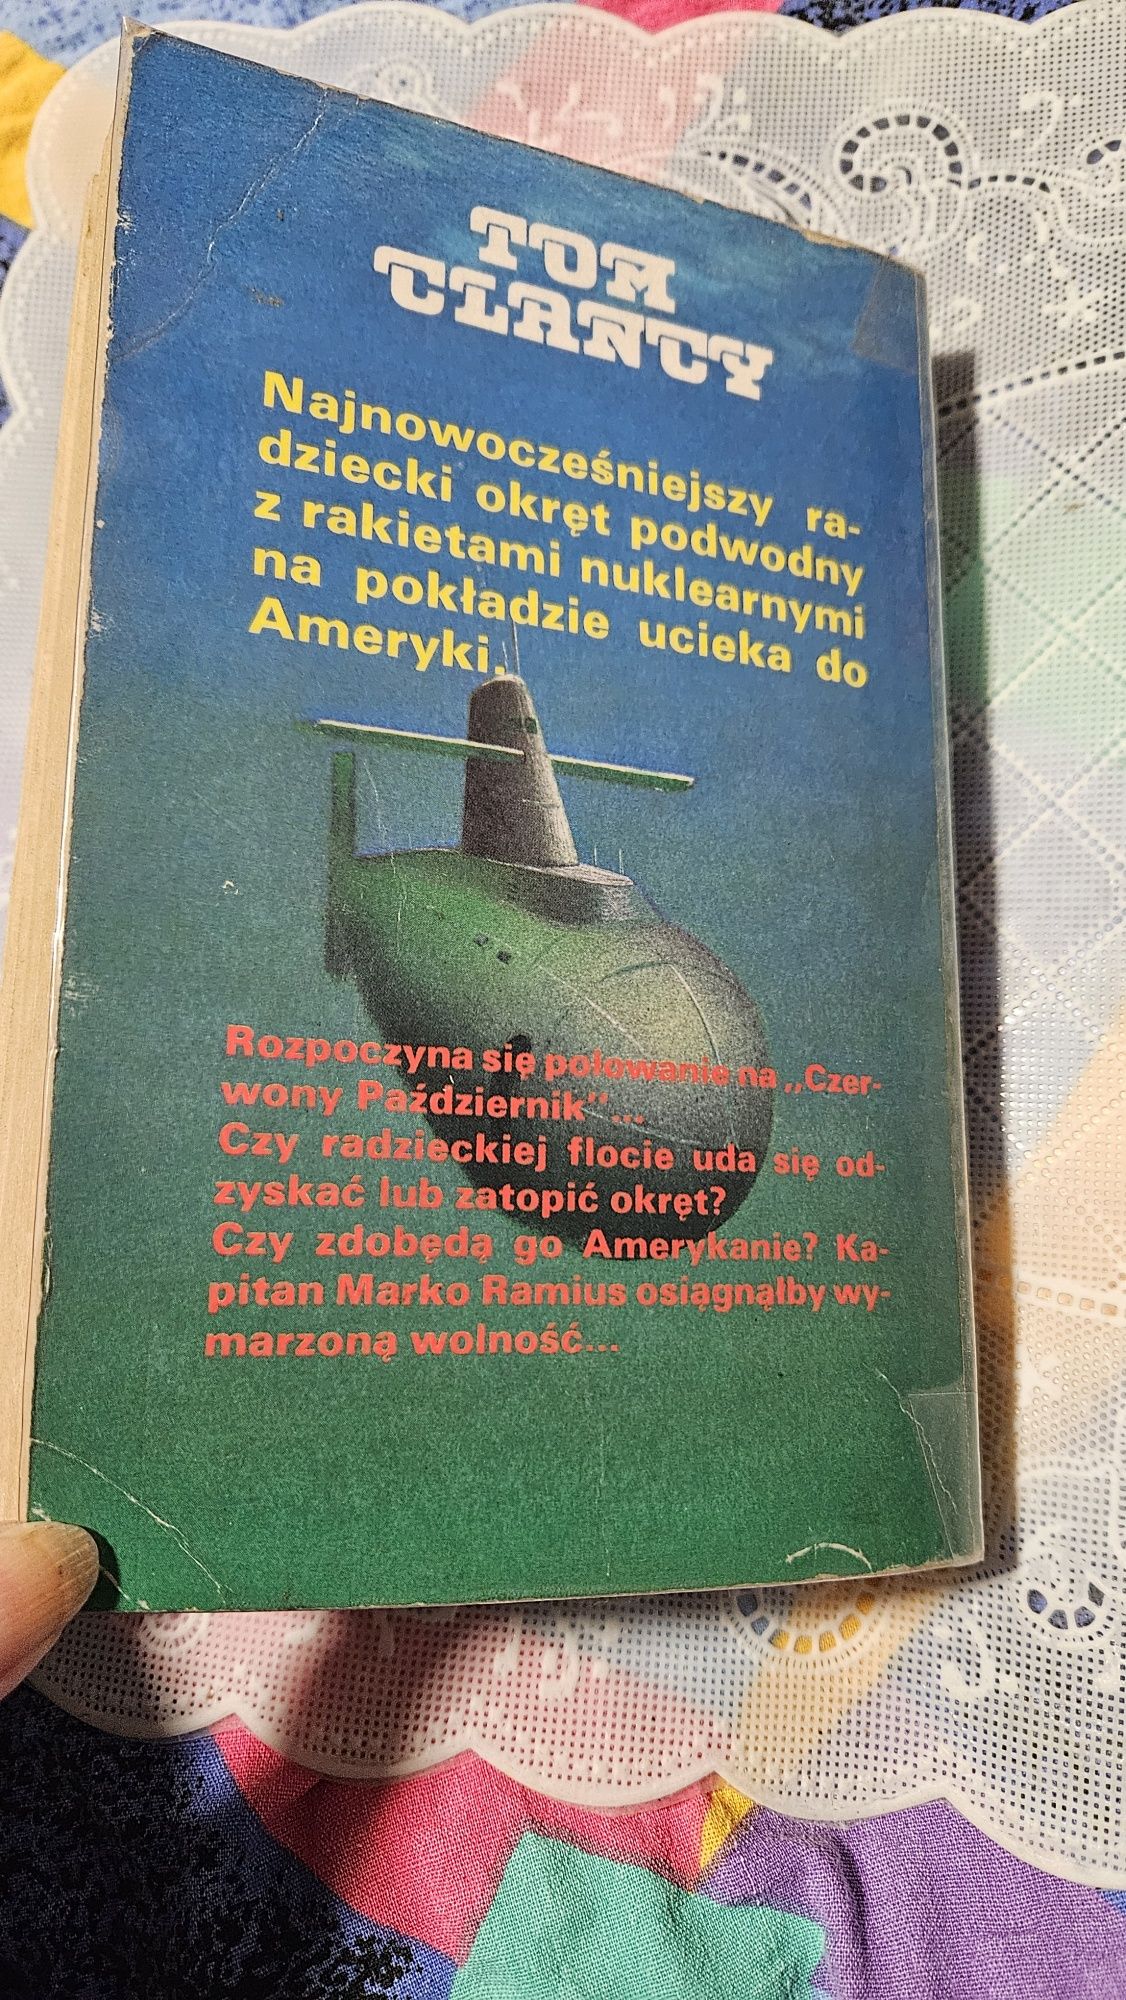 TOM
CLANCY
Najnowocześniejszy ra-
dziecki okręt podwodny
z rakietami nuklearnymi
na pokładzie ucieka do
Ameryki.
Rozpoczyna się polowanie na „Czer-
wony Październik"...
Czy radzieckiej flocie uda się od-
zyskać lub zatopić okręt?
Czy zdobędą go Amerykanie? Ka-
pitan Marko Ramius osiągnąłby wy-
marzoną wolność...